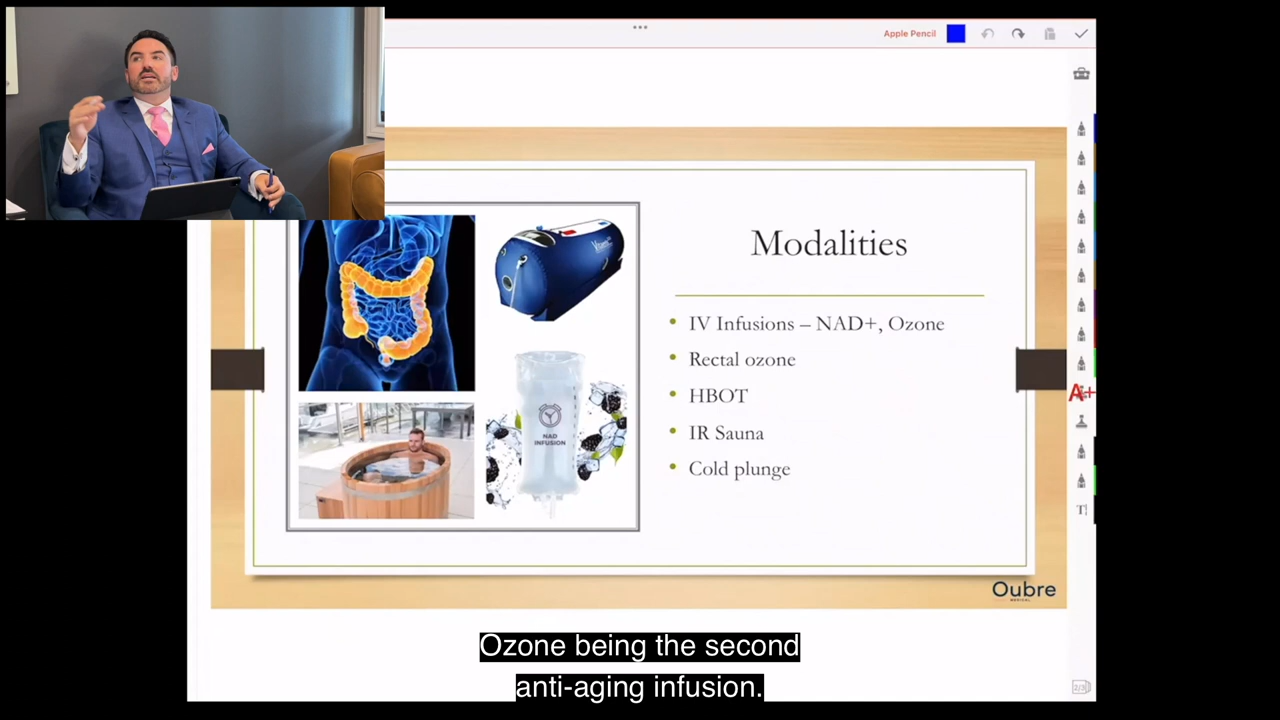 Apple Pencil
Modalities
• IV Infusions – NAD+, Ozone
• Rectal ozone
• HBOT
• IR Sauna
• Cold plunge
NAD
INFUSION
A+
T
Oubre
MEDICAL
Ozone being the second
anti-aging infusion.